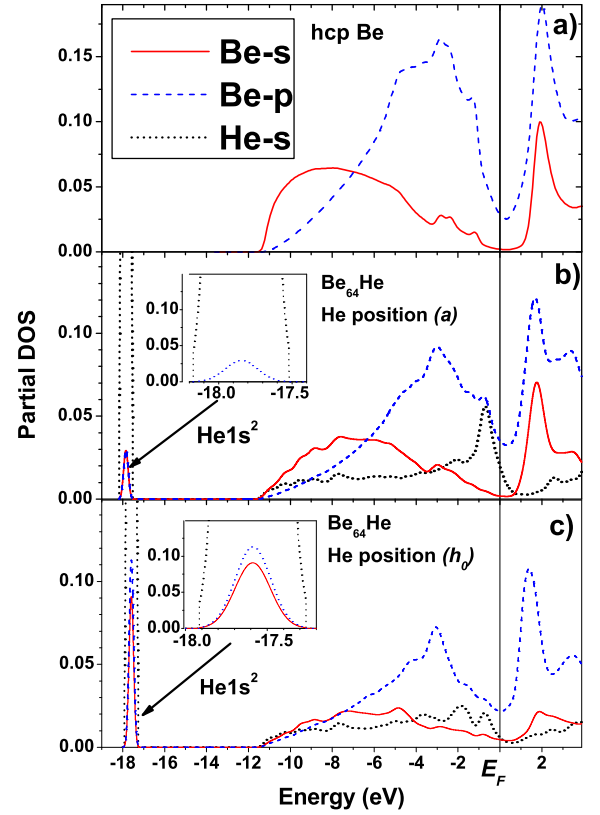 hcp Be
a)
Be-s
Be-p
He-s
0.15
0.10
0.05
0.00
Partial DOS
b)
Be64He
He position (a)
0.10
0.05
0.00
-18.0 -17.5
He1s2
0.10
0.05
0.00
c)
Be64He
He position (h0)
0.10
0.05
0.00
-18.0 -17.5
He1s2
0.10
0.05
0.00
-18 -16 -14 -12 -10 -8 -6 -4 -2 EF 2
Energy (eV)